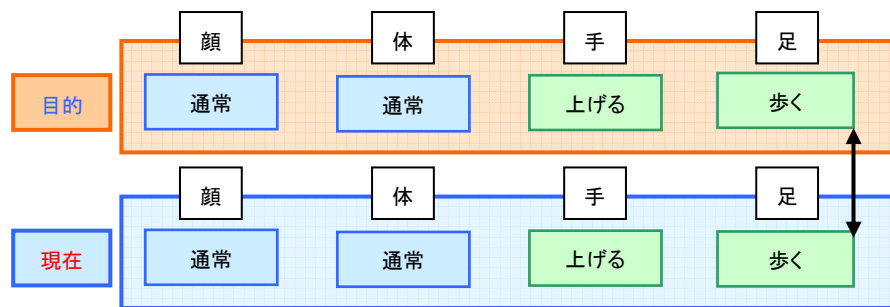 顔 体 手 足
目的 通常 通常 上げる 歩く
顔 体 手 足
現在 通常 通常 上げる 歩く